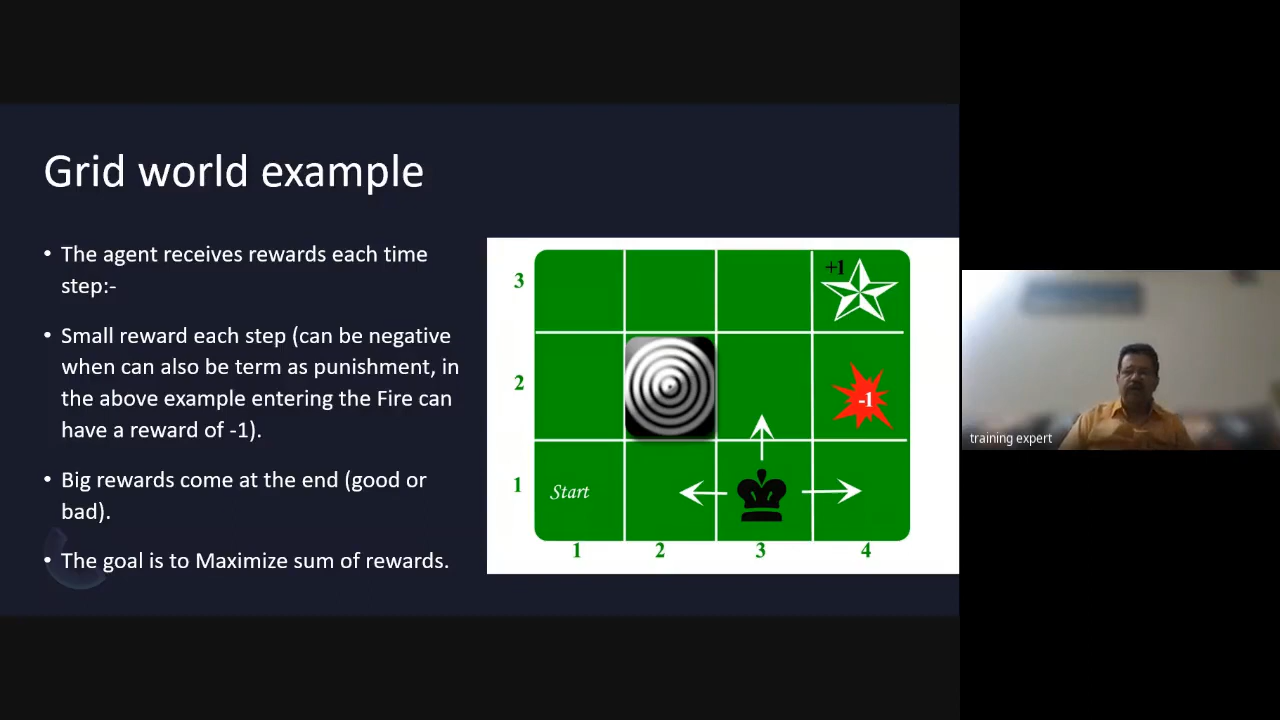 Grid world example
• The agent receives rewards each time
step:-
• Small reward each step (can be negative
when can also be term as punishment, in
the above example entering the Fire can
have a reward of -1).
• Big rewards come at the end (good or
bad).
• The goal is to Maximize sum of rewards.
3
+1
2
-1
1
Start
1 2 3 4
training expert